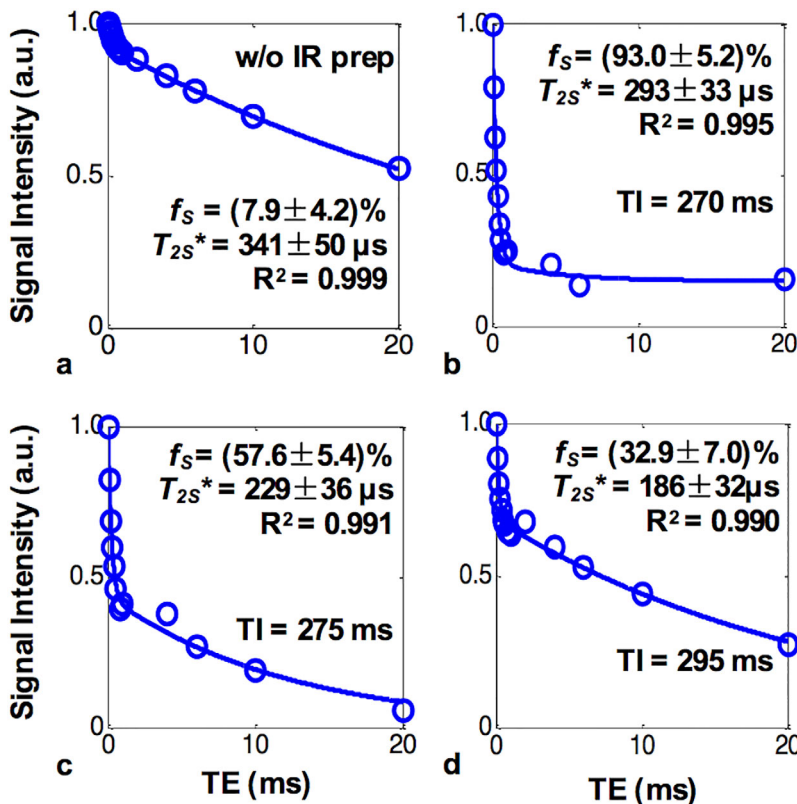 Signal Intensity (a.u.)
1.0
0.5
0
w/o IR prep
f_S = (7.9±4.2)%
T_2S* = 341±50 µs
R² = 0.999
0 10 20
a
1.0
0.5
0
f_S = (93.0±5.2)%
T_2S* = 293±33 µs
R² = 0.995
TI = 270 ms
0 10 20
b
Signal Intensity (a.u.)
1.0
0.5
0
f_S = (57.6±5.4)%
T_2S* = 229±36 µs
R² = 0.991
TI = 275 ms
0 10 20
c
TE (ms)
1.0
0.5
0
f_S = (32.9±7.0)%
T_2S* = 186±32µs
R² = 0.990
TI = 295 ms
0 10 20
d
TE (ms)